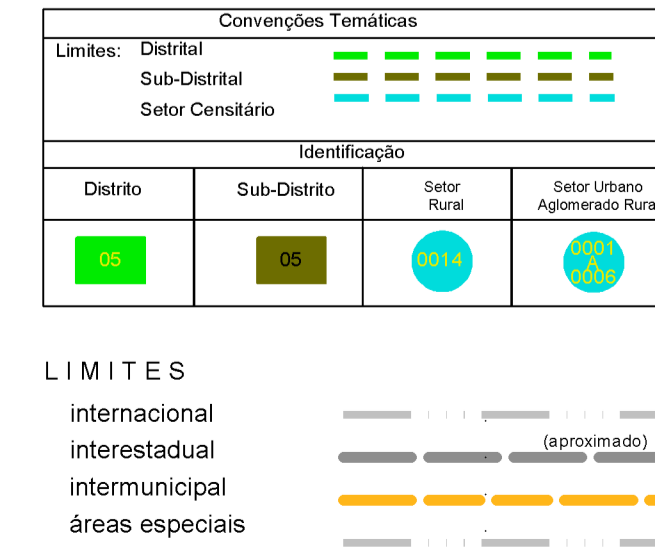 Convenções Temáticas
Limites: Distrital
Sub-Distrital
Setor Censitário
Identificação
Distrito
Sub-Distrito
Setor
Rural
Setor Urbano
Aglomerado Rura
05
05
0014
0001
A
0006
LIMITES
internacional
interestadual
(aproximado)
intermunicipal
áreas especiais